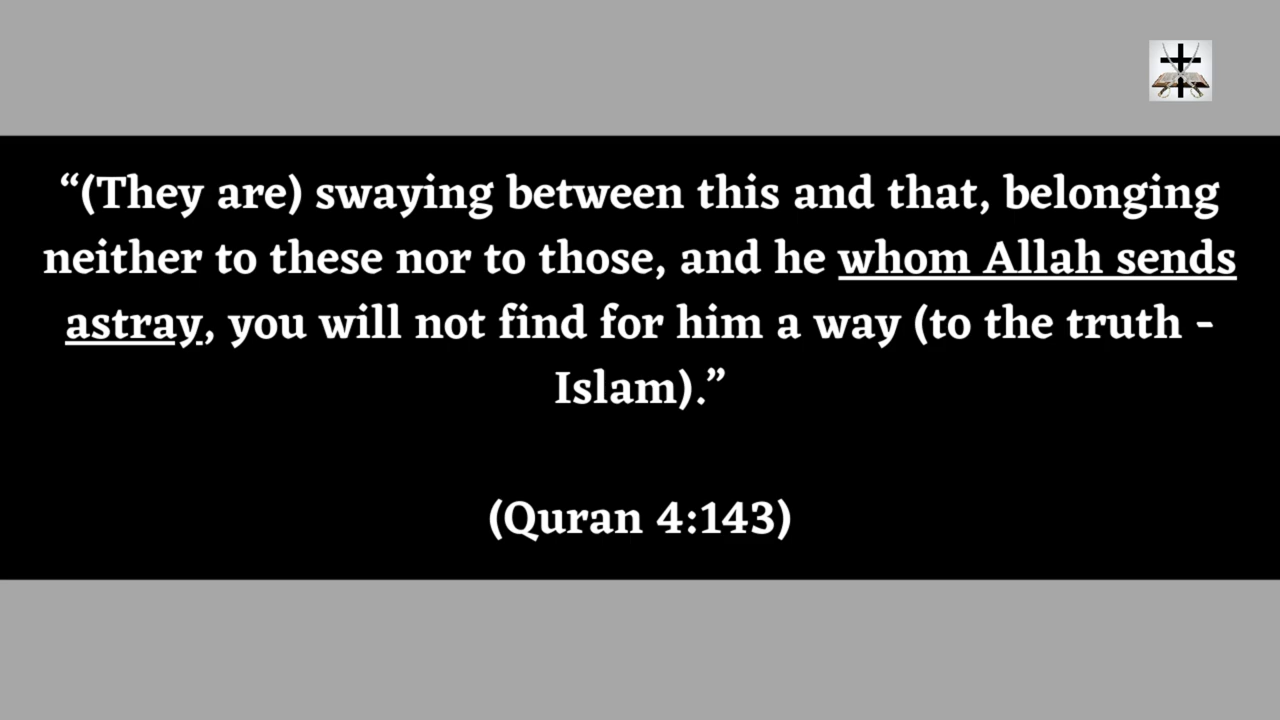 “(They are) swaying between this and that, belonging
neither to these nor to those, and he whom Allah sends
astray, you will not find for him a way (to the truth -
Islam).”
(Quran 4:143)